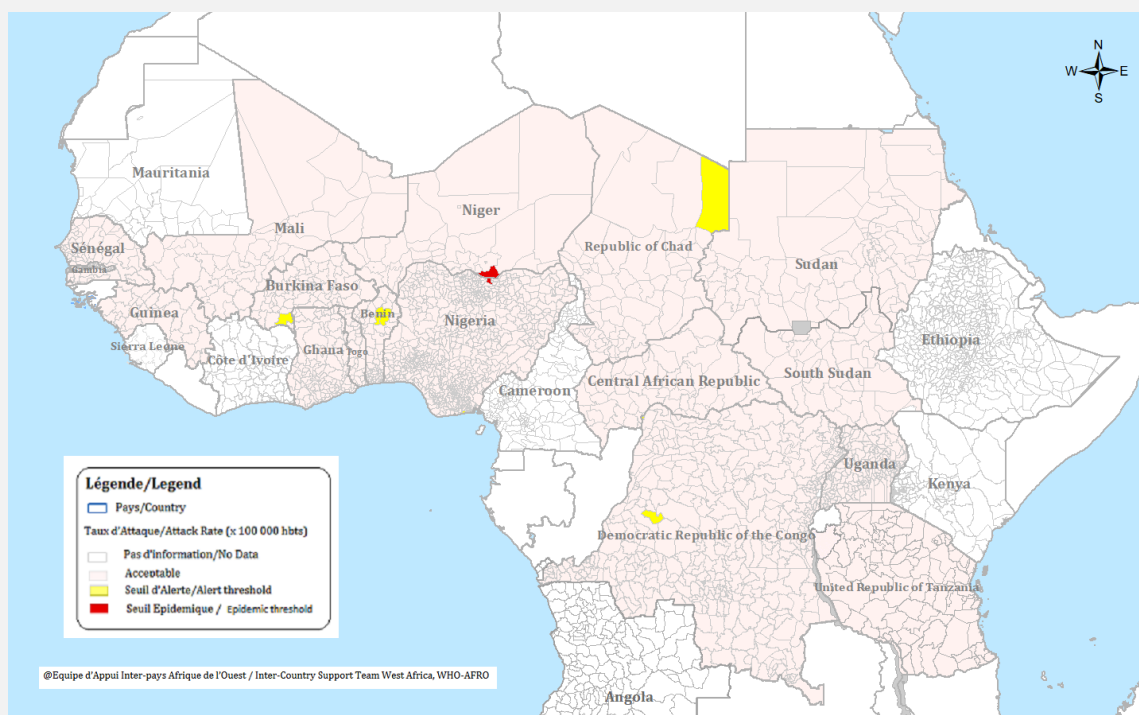 N
W E
S
Mauritania
Mali
Niger
Republic of Chad
Sudan
Sénégal
Gambia
Burkina Faso
Benin
Guinea
Nigeria
Sierra Leone
Côte d'Ivoire
Ghana
Togo
Ethiopia
South Sudan
Central African Republic
Cameroon
Uganda
Kenya
Democratic Republic of the Congo
United Republic of Tanzania
Angola
Légende/Legend
Pays/Country
Taux d'Attaque/Attack Rate (x 100 000 hbts)
Pas d'information/No Data
Acceptable
Seuil d'Alerte/Alert threshold
Seuil Epidemique / Epidemic threshold
@Equipe d'Appui Inter-pays Afrique de l'Ouest / Inter-Country Support Team West Africa, WHO-AFRO